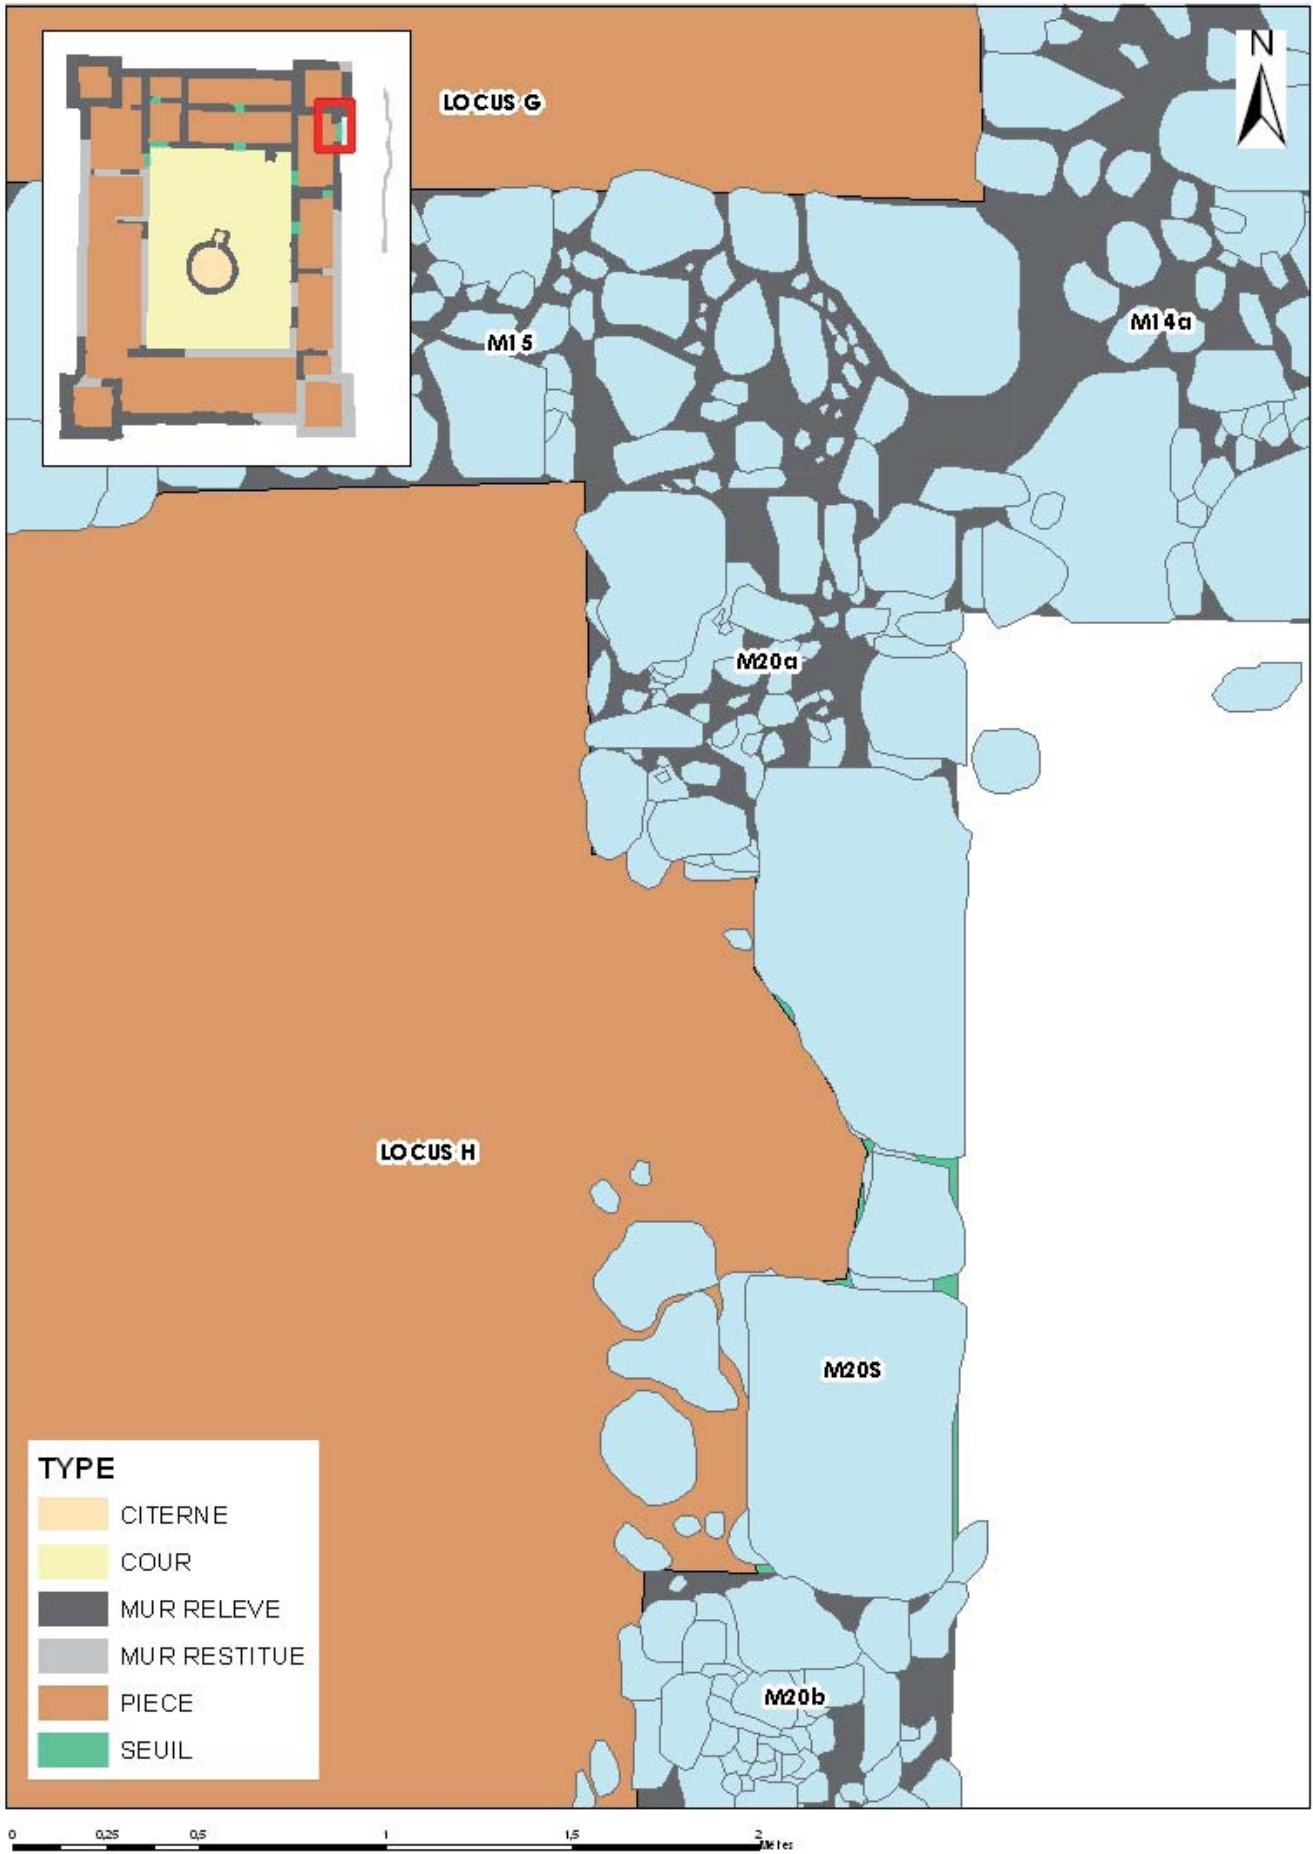 LOCUS G
N
M14a
M15
M20a
LOCUS H
M20S
M20b
TYPE
CITERNE
COUR
MUR RELEVE
MUR RESTITUE
PIECE
SEUIL
0 0,25 0,5 1 1,5 2
Mètres